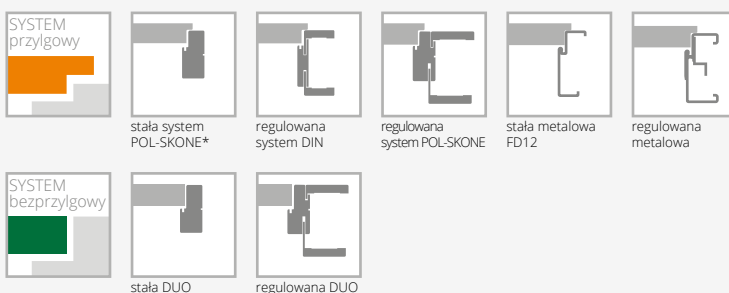 SYSTEM
przylgowy
stała system
POL-SKONE*
regulowana
system DIN
regulowana
system POL-SKONE
stała metalowa
FD12
regulowana
metalowa
SYSTEM
bezprzylgowy
stała DUO
regulowana DUO